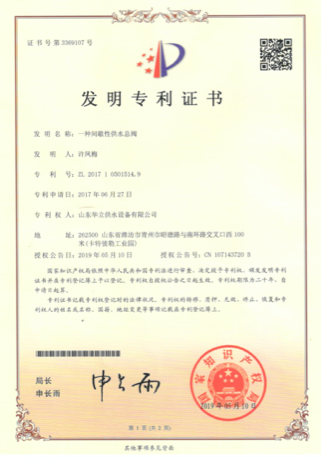 证书号第3369107号
发明专利证书
发明名称：一种间歇性供水总阀
发明人：许凤梅
专利号：ZL 2017 1 0501514.9
专利申请日：2017年06月27日
专利权人：山东华立供水设备有限公司
地址：262500 山东省潍坊市青州市昭德路与南环路交叉口西100
米(卡特彼勒工业园)
授权公告日：2019年05月10日 授权公告号：CN 107143720 B
国家知识产权局依照中华人民共和国专利法进行审查，决定授予专利权，颁发发明专利
证书并在专利登记簿上予以登记。专利权自授权公告之日起生效。专利权期限为二十年，自
申请日起算。
专利证书记载专利权登记时的法律状况。专利权的转移、质押、无效、终止、恢复和专
利权人的姓名或名称、国籍、地址变更等事项记载在专利登记簿上。
局长
申长雨
申长雨
国家知识产权局
2019年05月10日
第1页(共2页)
其他事项参见背面